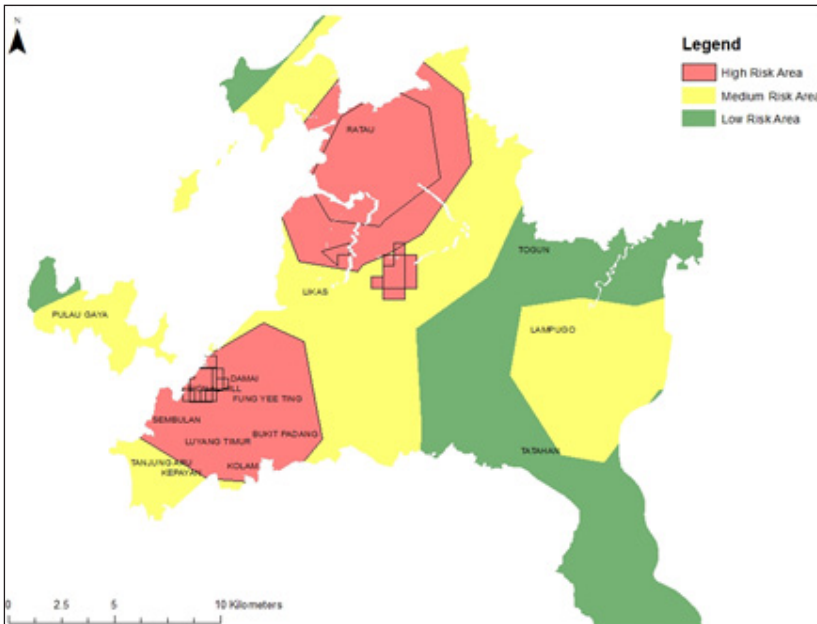 N
Legend
High Risk Area
Medium Risk Area
Low Risk Area
RATAU
TOGUN
LIKAS
PULAU GAYA
LAMPUGO
DAMAI
HILL
FUNG YEE TING
SEMBULAN
BUKIT PADANG
LUYANG TIMUR
TATAHAN
TANJUNG ARU
KOLAM
KEPAYAN
0 2.5 5 10 Kilometers